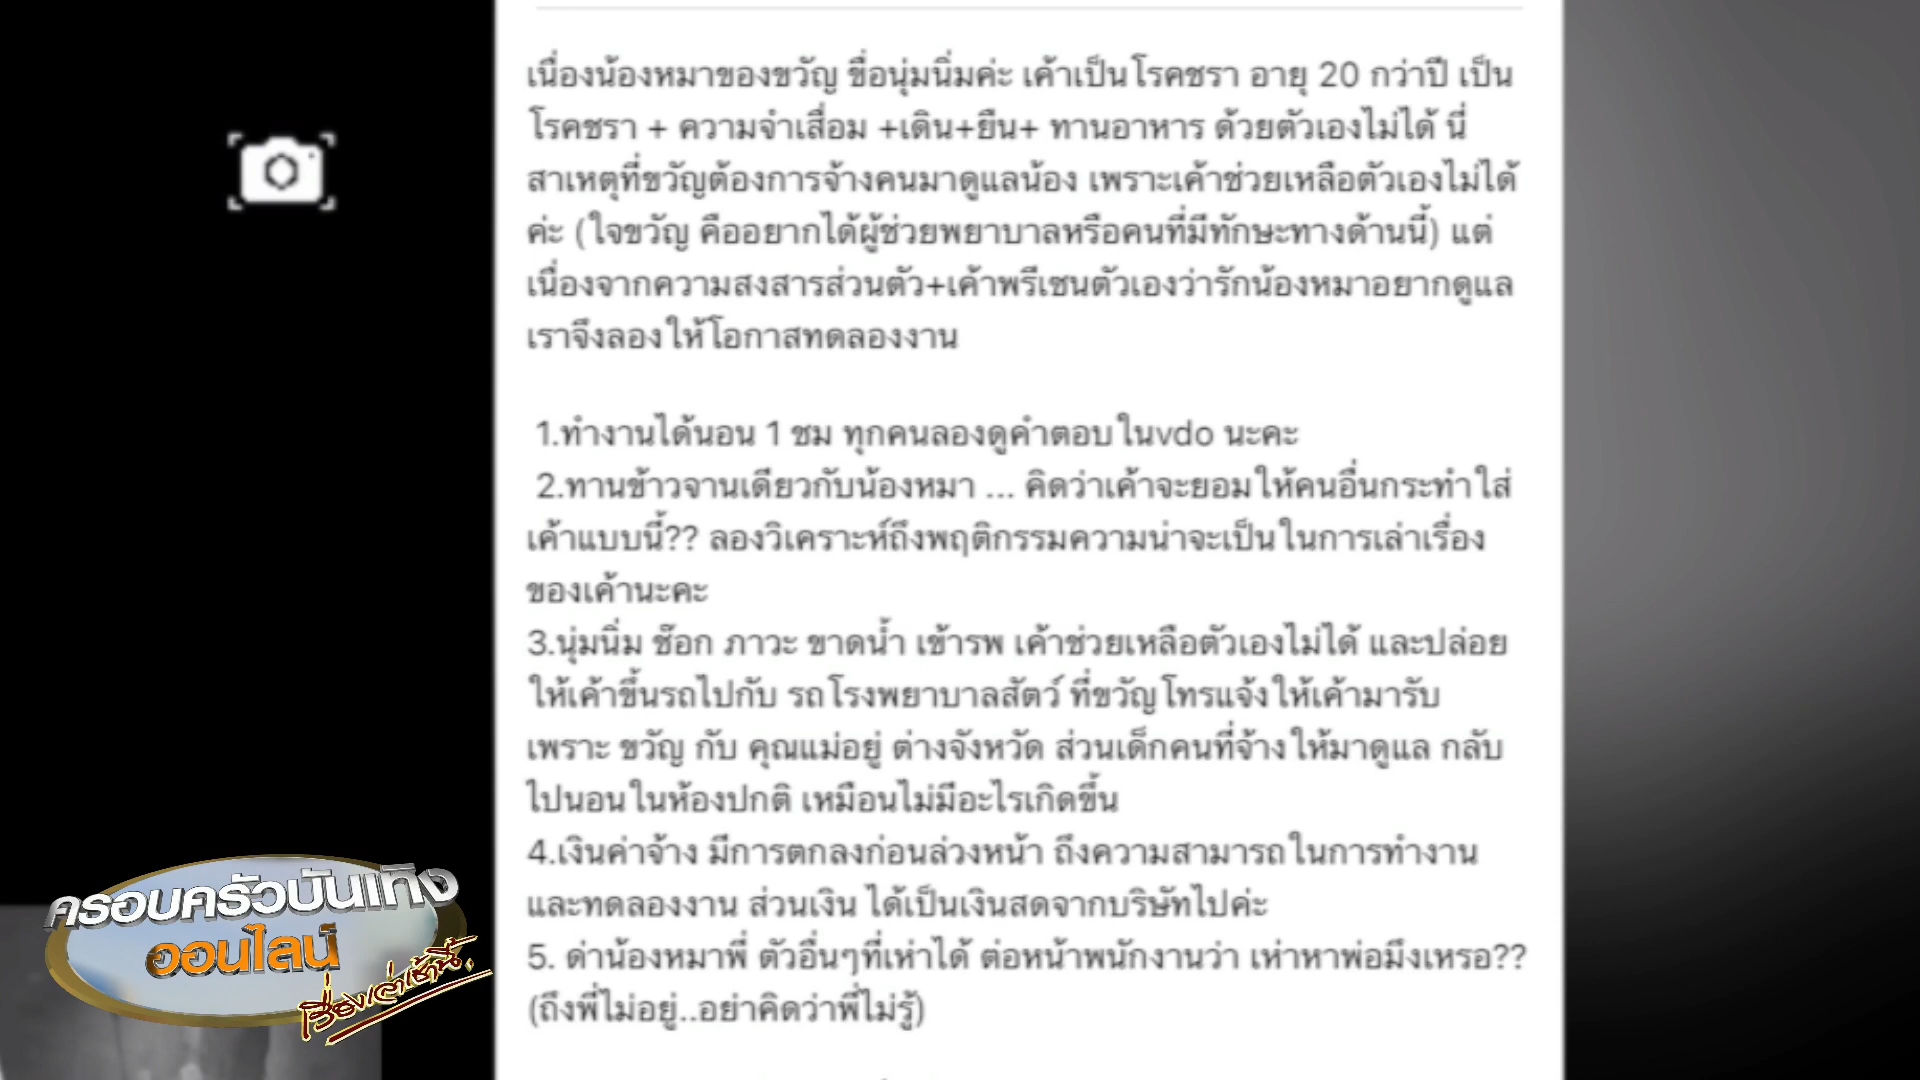 เนื่องน้องหมาของขวัญ ชื่อนุ่มนิ่มค่ะ เค้าเป็นโรคชรา อายุ 20 กว่าปี เป็น
โรคชรา + ความจำเสื่อม +เดิน+ยืน+ ทานอาหาร ด้วยตัวเองไม่ได้ นี่
สาเหตุที่ขวัญต้องการจ้างคนมาดูแลน้อง เพราะเค้าช่วยเหลือตัวเองไม่ได้
ค่ะ (ใจขวัญ คืออยากได้ผู้ช่วยพยาบาลหรือคนที่มีทักษะทางด้านนี้) แต่
เนื่องจากความสงสารส่วนตัว+เค้าพรีเซนตัวเองว่ารักน้องหมาอยากดูแล
เราจึงลองให้โอกาสทดลองงาน
1.ทำงานได้นอน 1 ชม ทุกคนลองดูคำตอบในvdo นะคะ
2.ทานข้าวจานเดียวกับน้องหมา ... คิดว่าเค้าจะยอมให้คนอื่นกระทำใส่
เค้าแบบนี้?? ลองวิเคราะห์ถึงพฤติกรรมความน่าจะเป็นในการเล่าเรื่อง
ของเค้านะคะ
3.นุ่มนิ่ม ช๊อก ภาวะ ขาดน้ำ เข้ารพ เค้าช่วยเหลือตัวเองไม่ได้ และปล่อย
ให้เค้าขึ้นรถไปกับ รถโรงพยาบาลสัตว์ ที่ขวัญโทรแจ้งให้เค้ามารับ
เพราะ ขวัญ กับ คุณแม่อยู่ ต่างจังหวัด ส่วนเด็กคนที่จ้างให้มาดูแล กลับ
ไปนอนในห้องปกติ เหมือนไม่มีอะไรเกิดขึ้น
4.เงินค่าจ้าง มีการตกลงก่อนล่วงหน้า ถึงความสามารถในการทำงาน
และทดลองงาน ส่วนเงิน ได้เป็นเงินสดจากบริษัทไปค่ะ
5. ด่าน้องหมาพี่ ตัวอื่นๆที่เห่าได้ ต่อหน้าพนักงานว่า เห่าหาพ่อมึงเหรอ??
(ถึงพี่ไม่อยู่..อย่าคิดว่าพี่ไม่รู้)
ครอบครัวบันเทิง
ออนไลน์
เรื่องเล่าเช้านี้